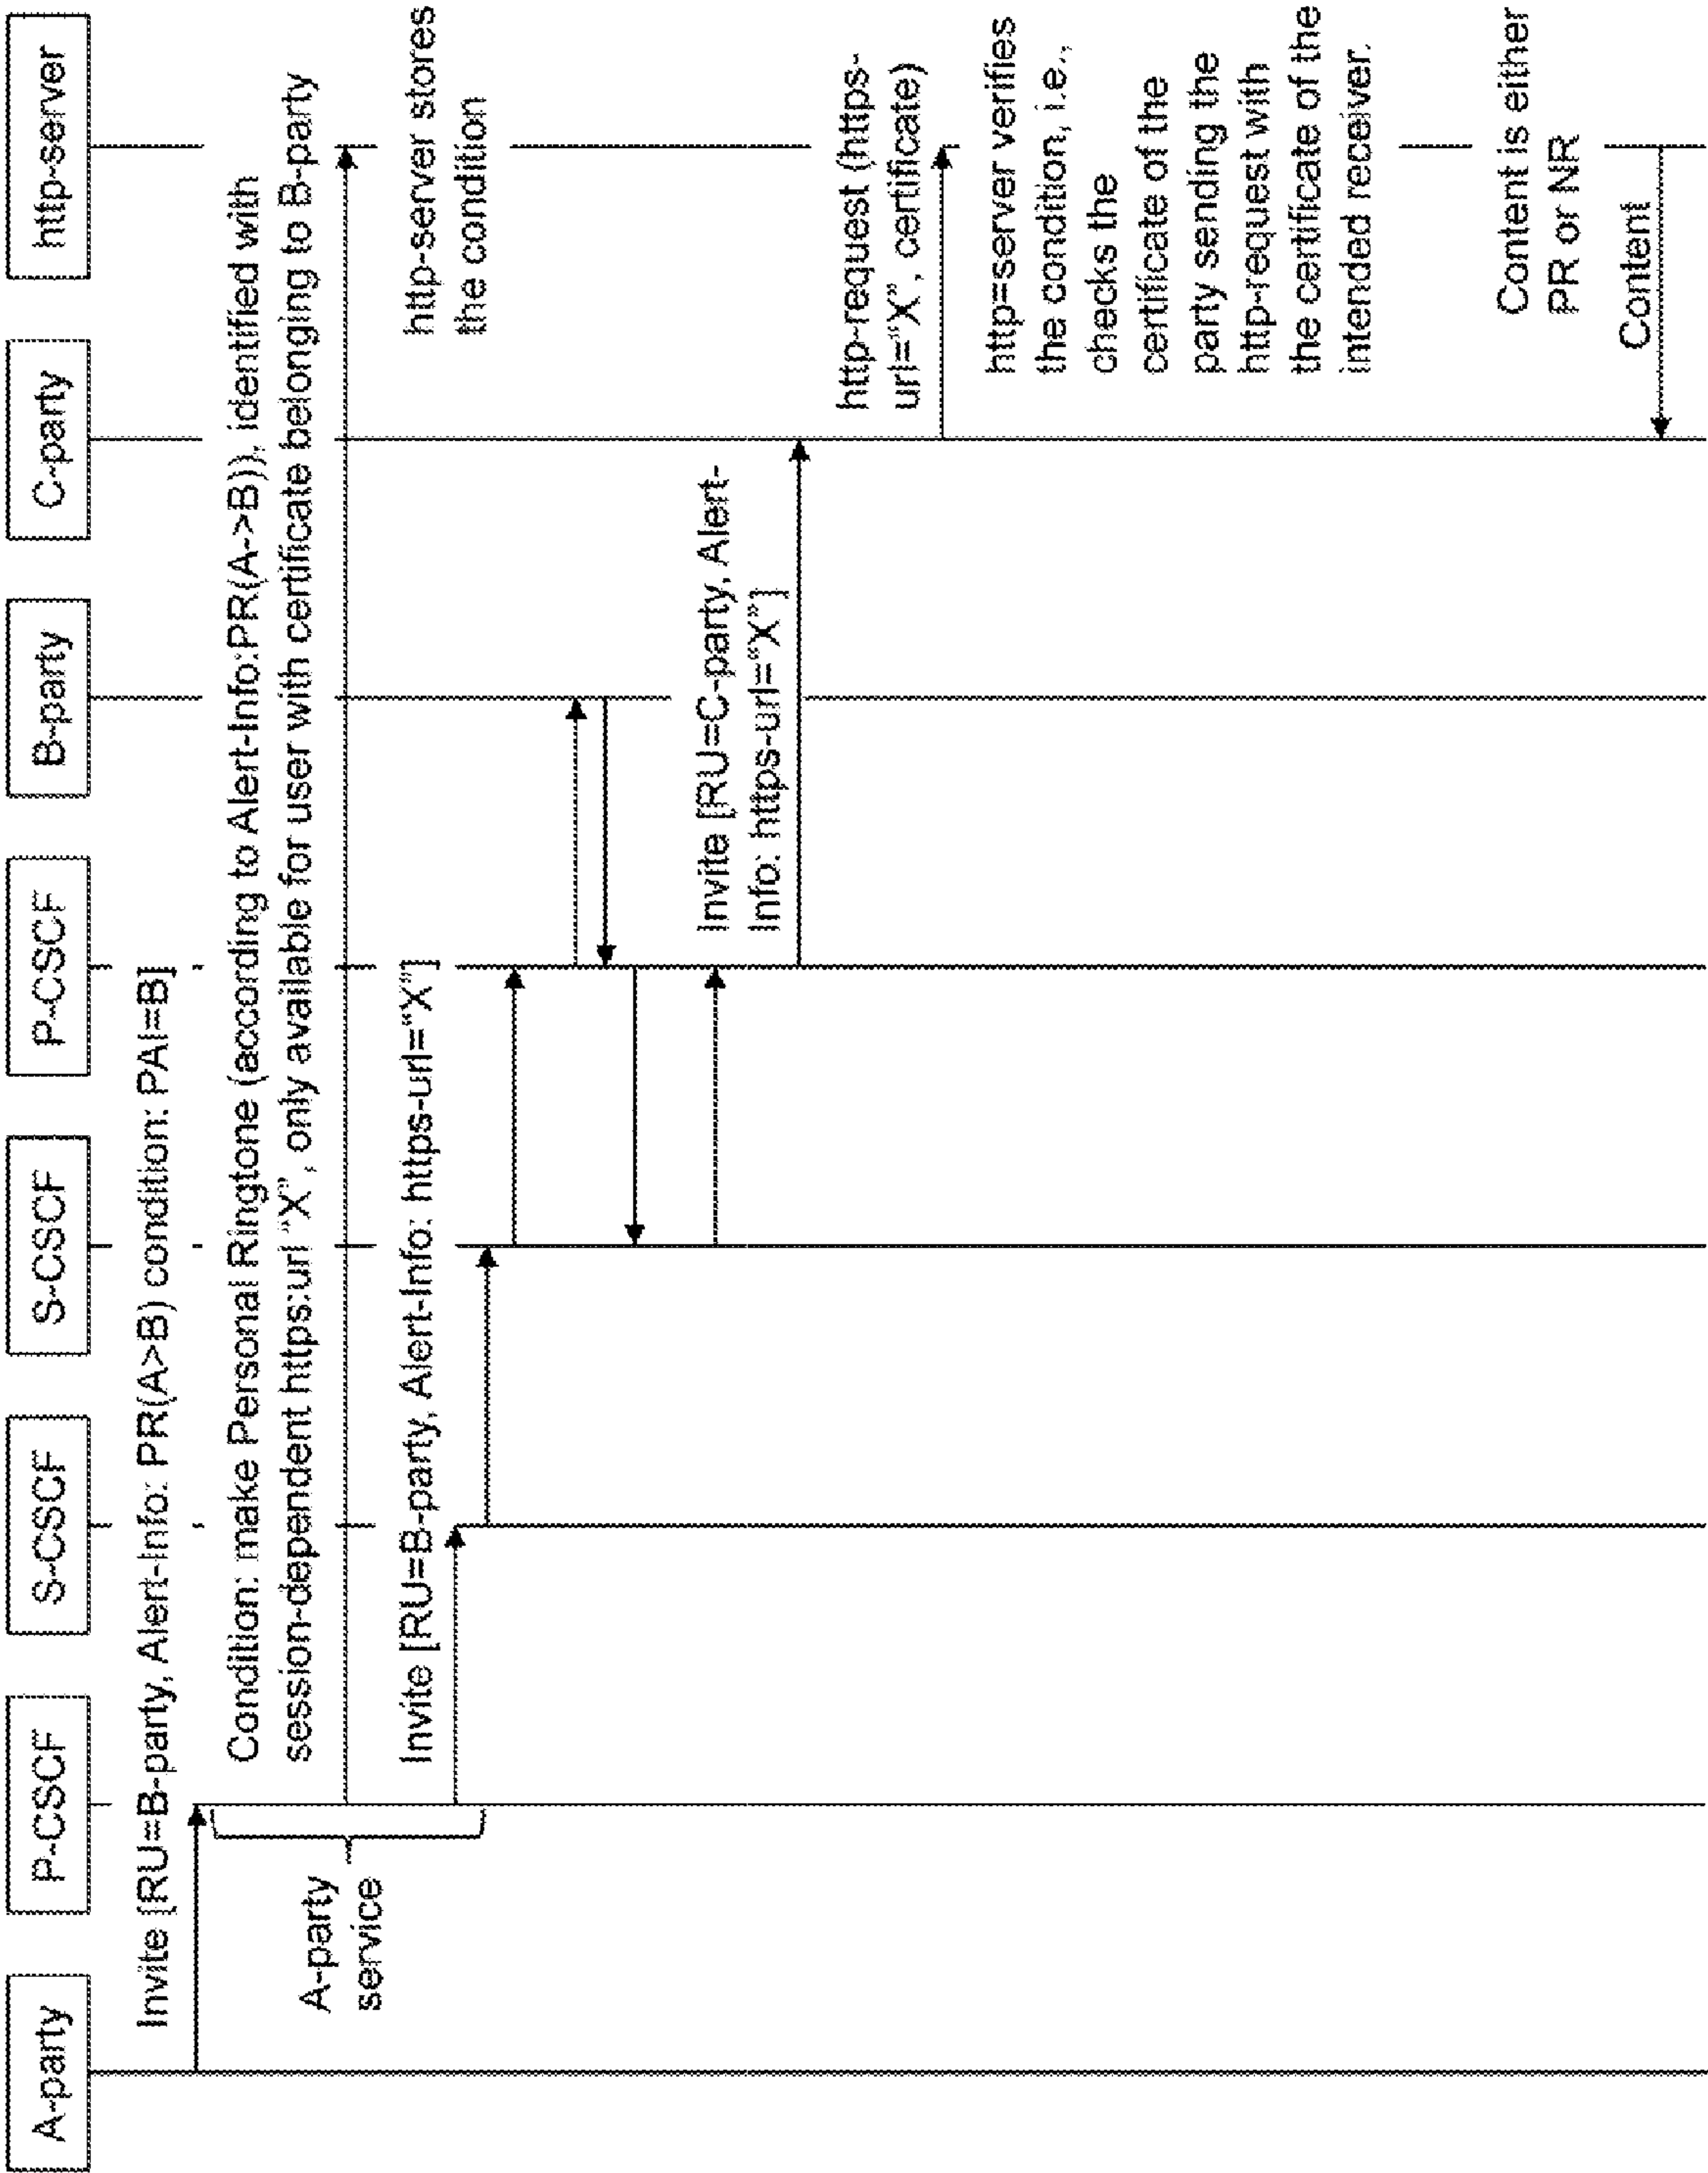 A-party
P-CSCF
S-CSCF
S-CSCF
P-CSCF
B-party
C-party
http-server
Invite [RU=B-party, Alert-Info: PR(A>B) condition: PAI=B]
Condition: make Personal Ringtone (according to Alert-Info:PR(A->B)), identified with
session-dependent https:url “X”, only available for user with certificate belonging to B-party
A-party
service
http-server stores
the condition
Invite [RU=B-party, Alert-Info: https-url=“X”]
Invite [RU=C-party, Alert-
Info: https-url=“X”]
http-request (https-
url=“X”, certificate)
http=server verifies
the condition, i.e.,
checks the
certificate of the
party sending the
http-request with
the certificate of the
intended receiver.
Content is either
PR or NR
Content